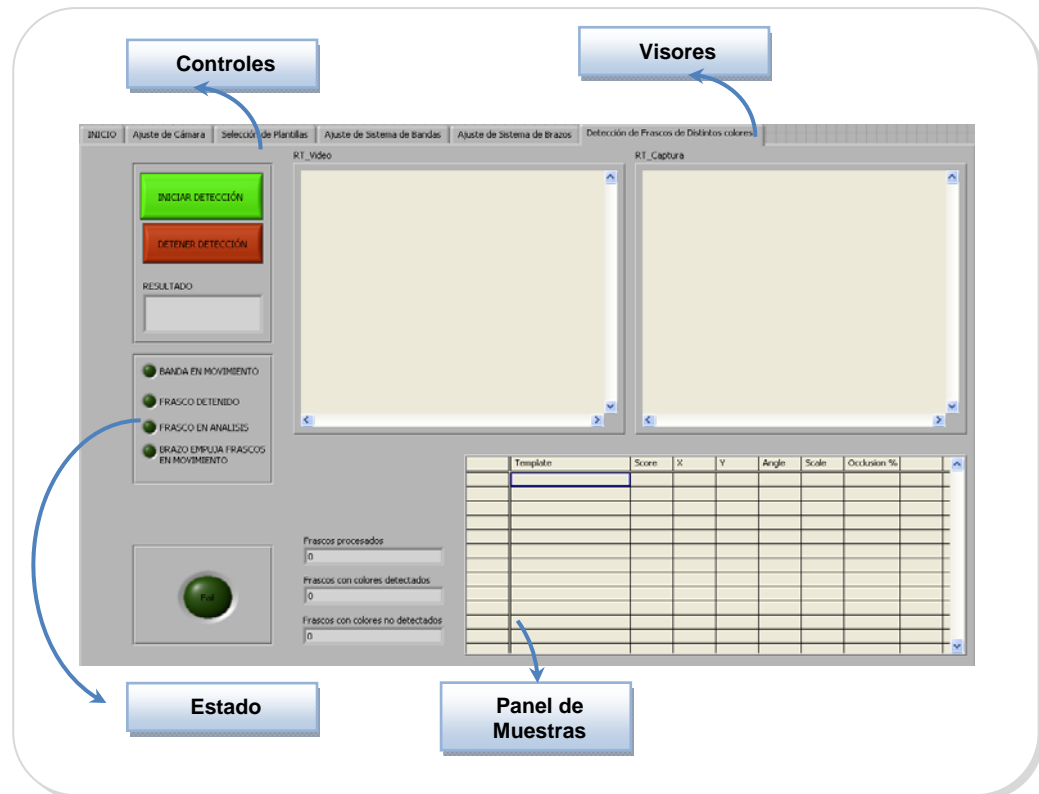 Controles
Visores
INICIO
Ajuste de Cámara
Selección de Plantillas
Ajuste de Sistema de Bandas
Ajuste de Sistema de Brazos
Detección de Frascos de Distintos colores
RT_Video
RT_Captura
INICIAR DETECCIÓN
DETENER DETECCIÓN
RESULTADO
BANDA EN MOVIMIENTO
FRASCO DETENIDO
FRASCO EN ANALISIS
BRAZO EMPUJA FRASCOS
EN MOVIMIENTO
Template Score X Y Angle Scale Occlusion %
Frascos procesados
0
Frascos con colores detectados
0
Frascos con colores no detectados
0
Estado
Panel de
Muestras